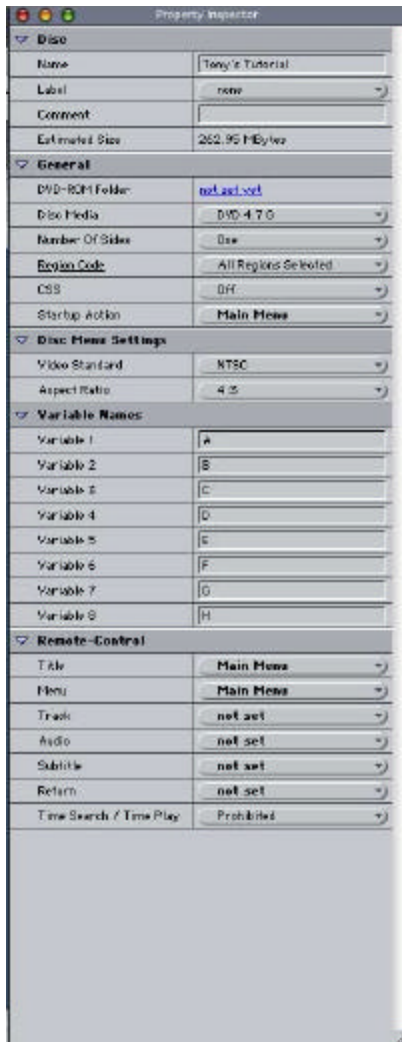 Property Inspector
Disc
Name Tony's Tutorial
Label none
Comment
Estimated Size 262.95 MBytes
General
DVD-ROM Folder not set yet
Disc Media DVD 4.7 G
Number Of Sides One
Region Code All Regions Selected
CSS Off
Startup Action Main Menu
Disc Menu Settings
Video Standard NTSC
Aspect Ratio 4:3
Variable Names
Variable 1 A
Variable 2 B
Variable 3 C
Variable 4 D
Variable 5 E
Variable 6 F
Variable 7 G
Variable 8 H
Remote-Control
Title Main Menu
Menu Main Menu
Track not set
Audio not set
Subtitle not set
Return not set
Time Search / Time Play Prohibited